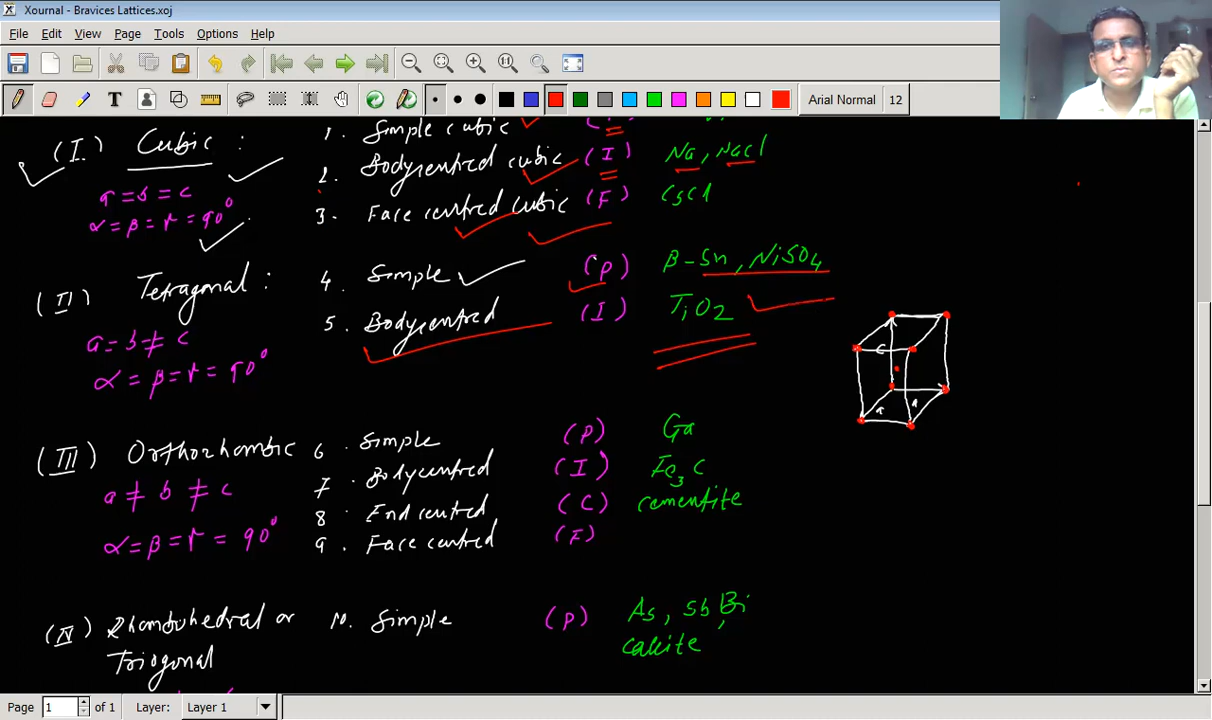 Xournal - Bravices Lattices.xoj
File Edit View Page Tools Options Help
Arial Normal 12
(I.) Cubic :
1. Simple cubic
2. Bodycentred cubic (I) Na, NaCl
a = b = c
3. Face centred cubic (F) CsCl
α = β = r = 90°
(II) Tetragonal :
4. Simple (P) β-Sn, NiSO4
5. Bodycentred (I) TiO2
a = b ≠ c
α = β = r = 90°
c
a a
(III) Orthorhombic 6. Simple (P) Ga
7. Bodycentred (I) Fe3C
a ≠ b ≠ c
8. End centred (C) cementite
α = β = r = 90°
9. Face centred (F)
(IV) Rhombohedral or 10. Simple (P) As, Sb, Bi
Triogonal calcite
Page 1 of 1 Layer: Layer 1